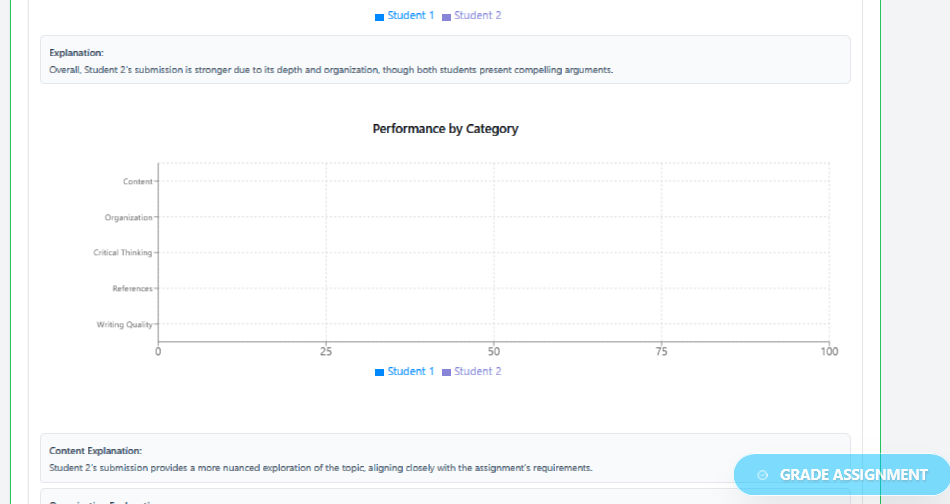 Student 1 Student 2
Explanation:
Overall, Student 2's submission is stronger due to its depth and organization, though both students present compelling arguments.
Performance by Category
Content
Organization
Critical Thinking
References
Writing Quality
0 25 50 75 100
Student 1 Student 2
Content Explanation:
Student 2's submission provides a more nuanced exploration of the topic, aligning closely with the assignment's requirements.
GRADE ASSIGNMENT